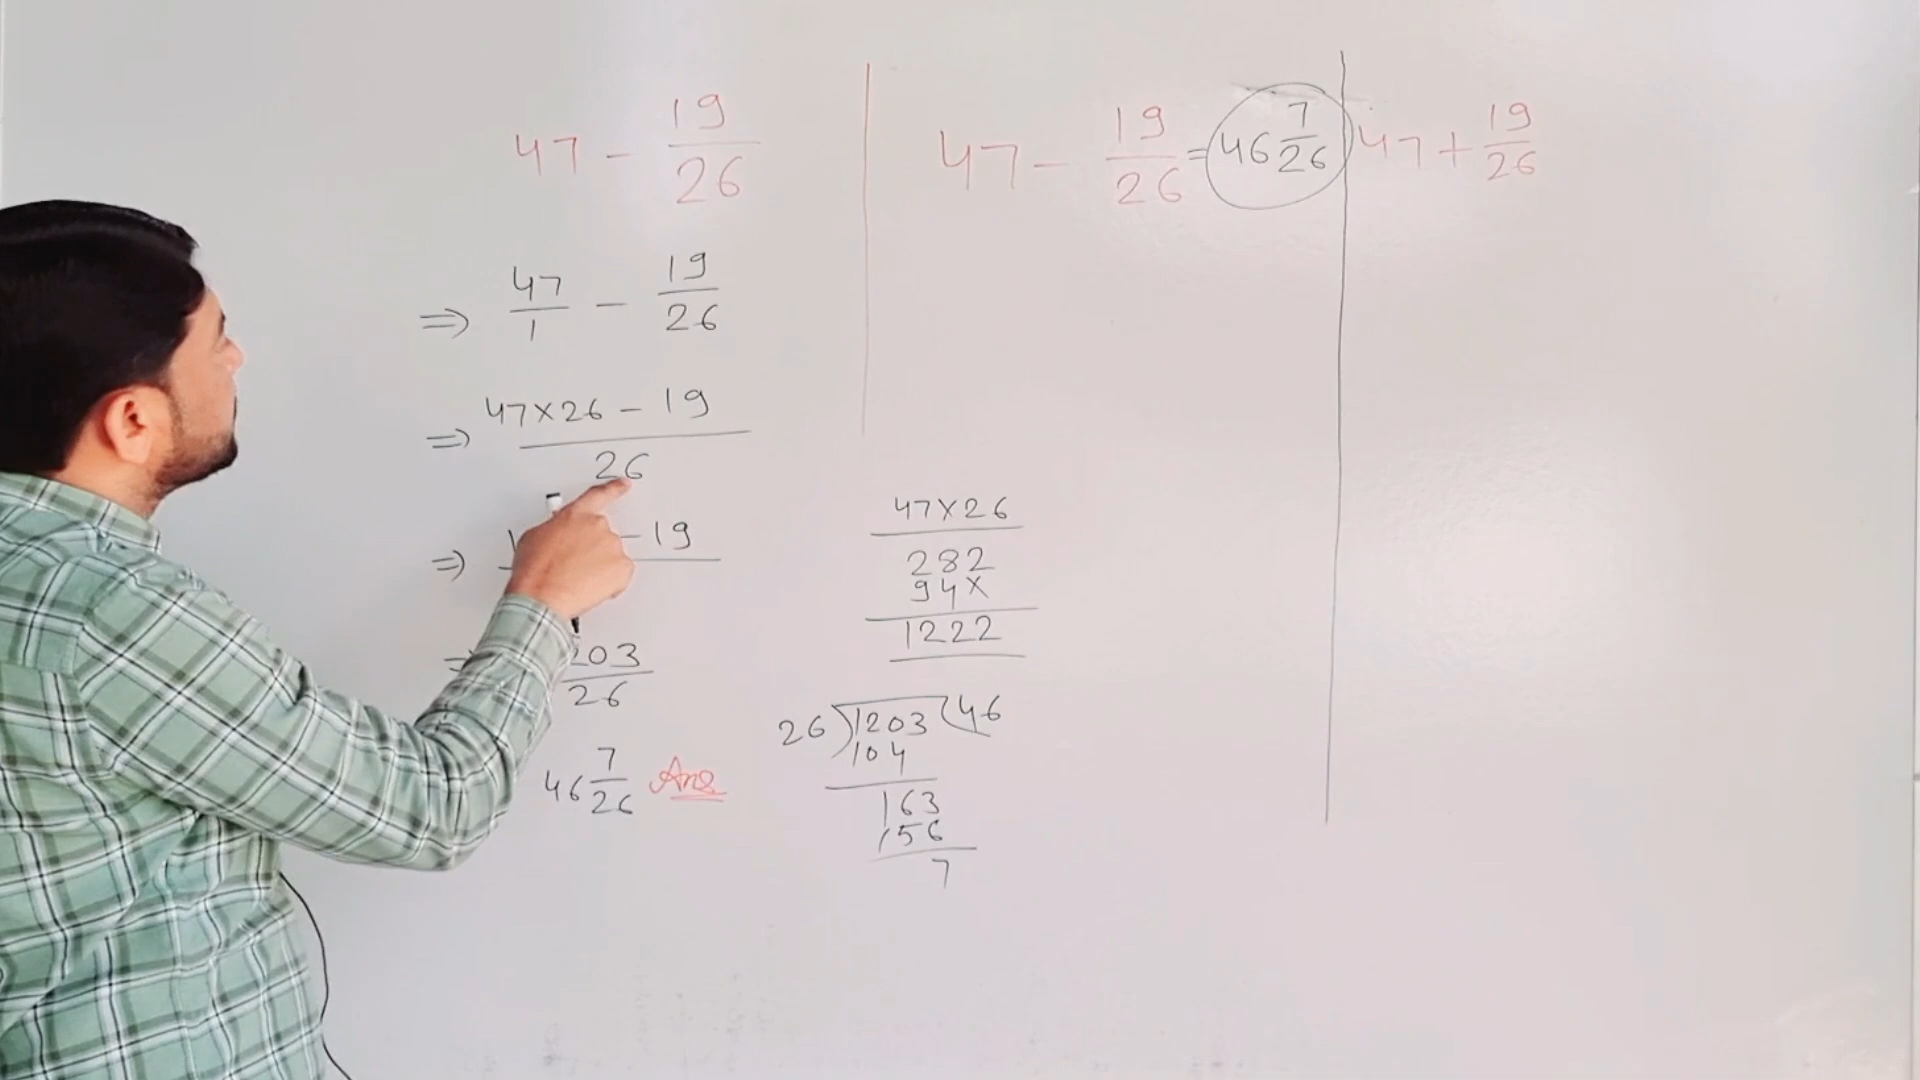 47 - 19/26
⇒ 47/1 - 19/26
⇒ 47×26 - 19/26
⇒ - 19
203/26
46 7/26 Ans
47 - 19/26 = 46 7/26
47×26
282
94×
1222
26)1203(46
104
163
156
7
47 + 19/26